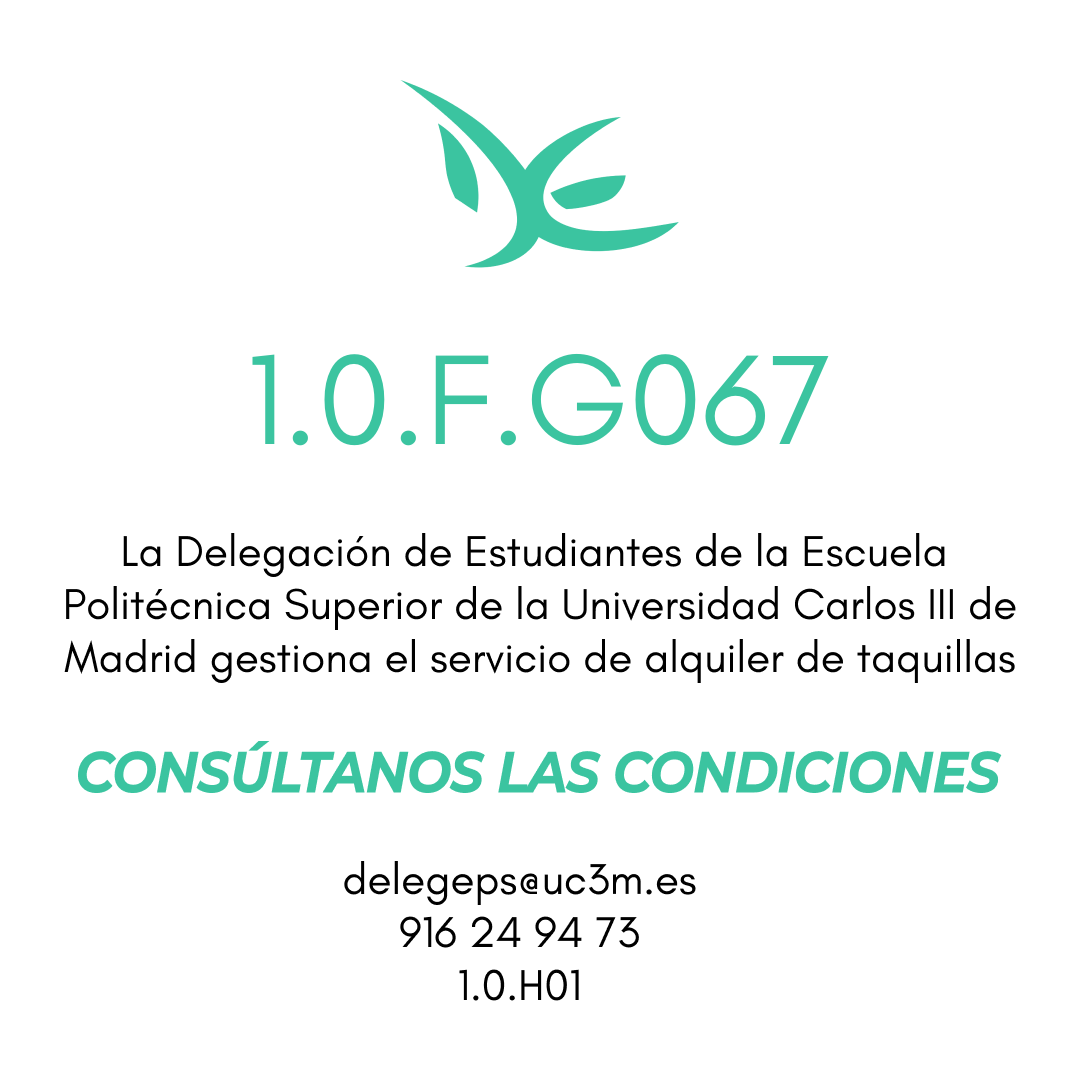 1.0.F.G067
La Delegación de Estudiantes de la Escuela
Politécnica Superior de la Universidad Carlos III de
Madrid gestiona el servicio de alquiler de taquillas
CONSÚLTANOS LAS CONDICIONES
delegeps@uc3m.es
916 24 94 73
1.0.H01